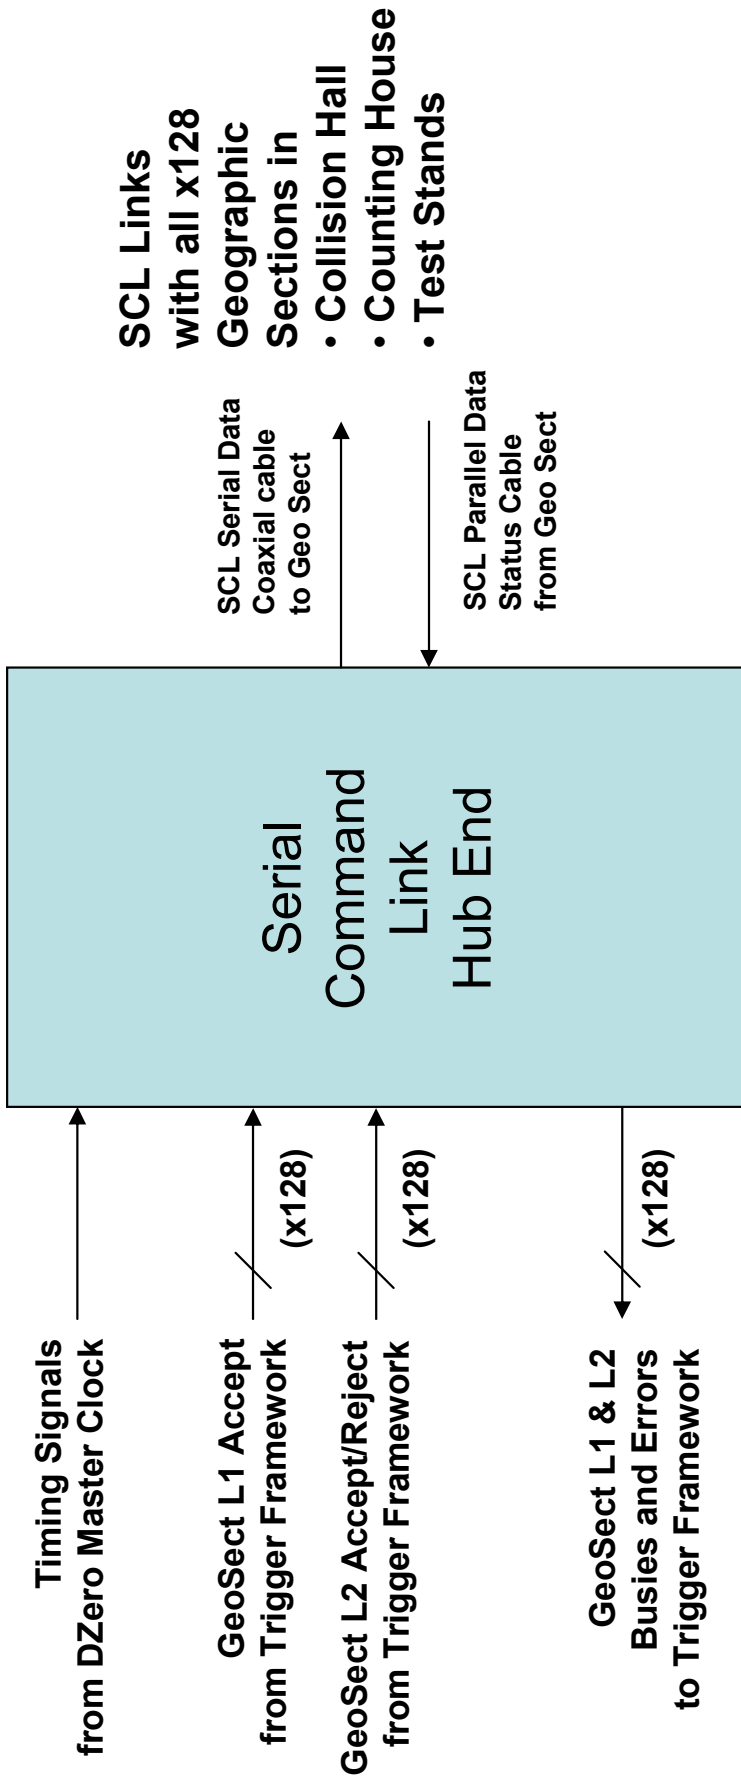 Timing Signals
from DZero Master Clock
GeoSect L1 Accept
from Trigger Framework
(x128)
GeoSect L2 Accept/Reject
from Trigger Framework
(x128)
GeoSect L1 & L2
Busies and Errors
to Trigger Framework
(x128)
Serial
Command
Link
Hub End
SCL Serial Data
Coaxial cable
to Geo Sect
SCL Parallel Data
Status Cable
from Geo Sect
SCL Links
with all x128
Geographic
Sections in
• Collision Hall
• Counting House
• Test Stands